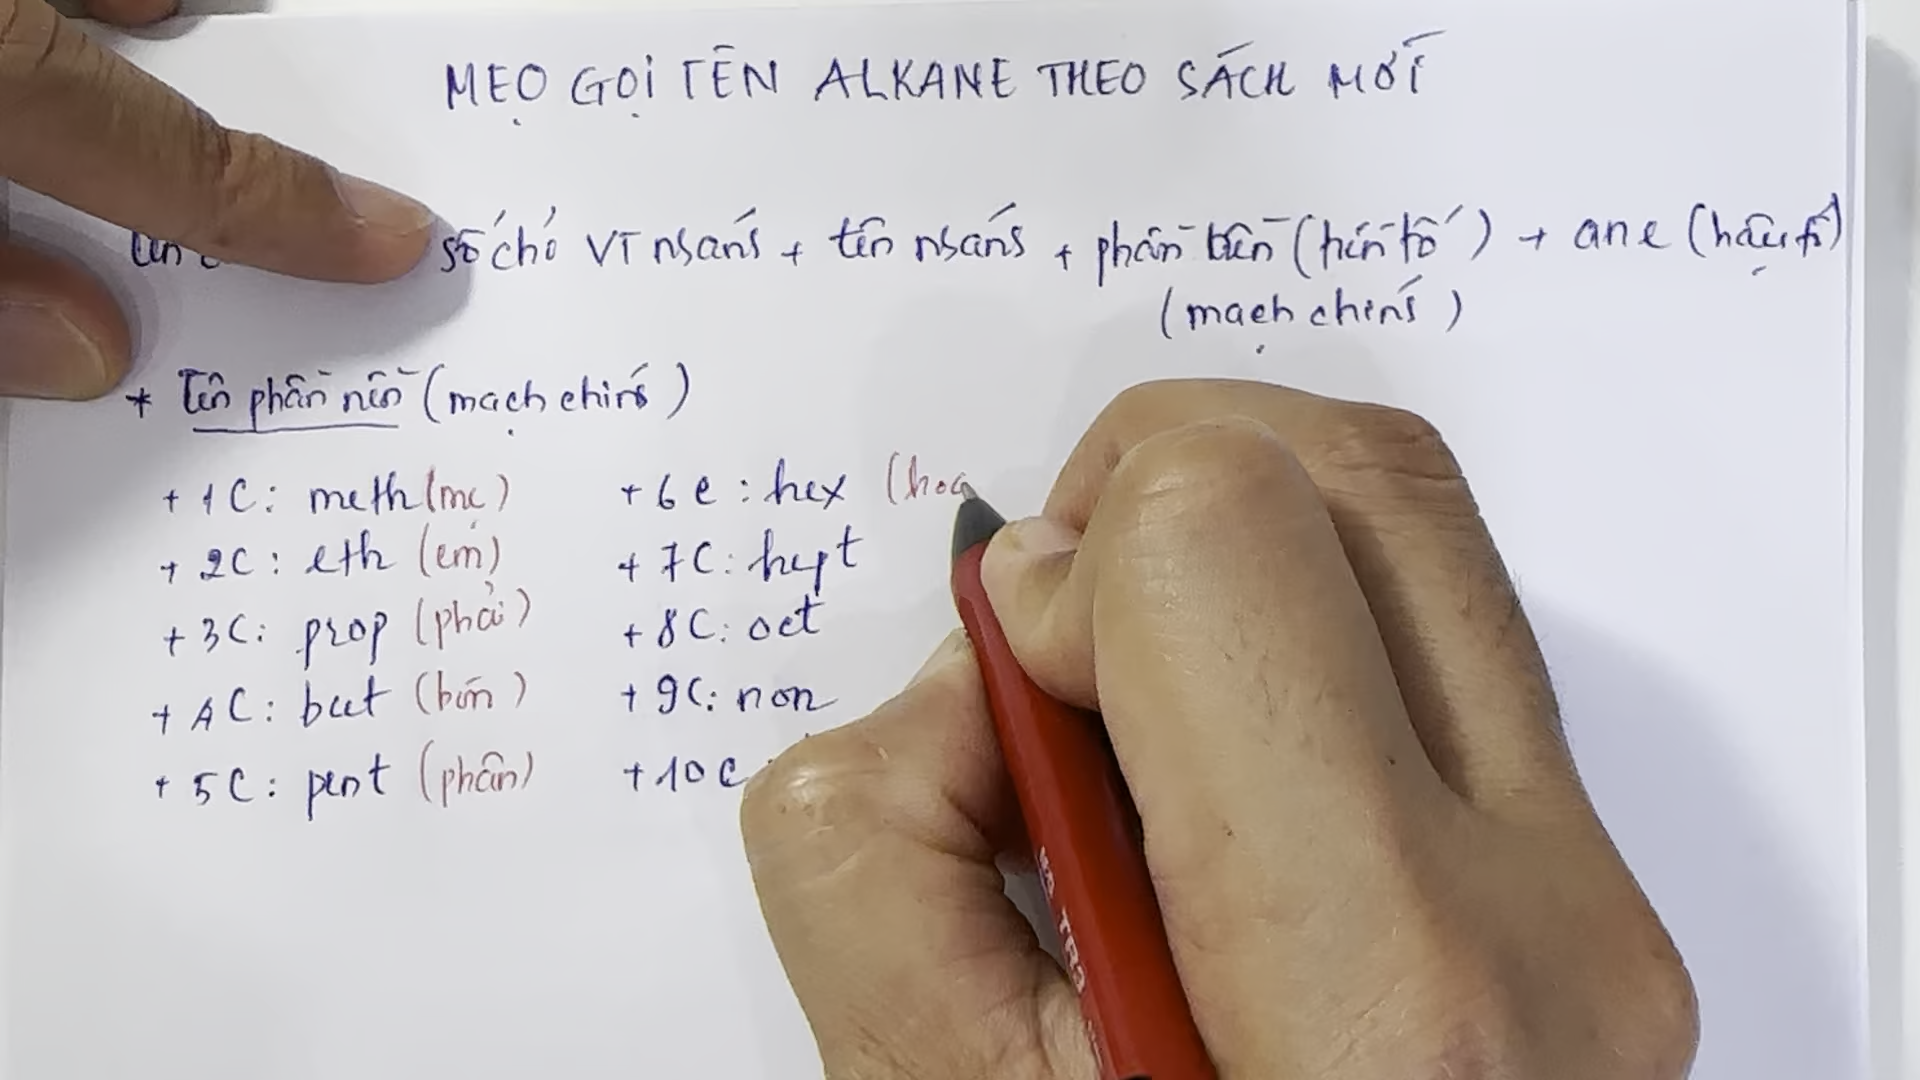 MẸO GỌI TÊN ALKANE THEO SÁCH MỚI
số chỉ VT nhánh + tên nhánh + phần nền (tiền tố) + ane (hậu tố)
(mạch chính)
* Tên phần nền (mạch chính)
+ 1C: meth (mẹ)
+ 2C: eth (em)
+ 3C: prop (phải)
+ 4C: but (bón)
+ 5C: pent (phân)
+ 6C: hex (hoa
+ 7C: hept
+ 8C: oct
+ 9C: non
+ 10C
TR3